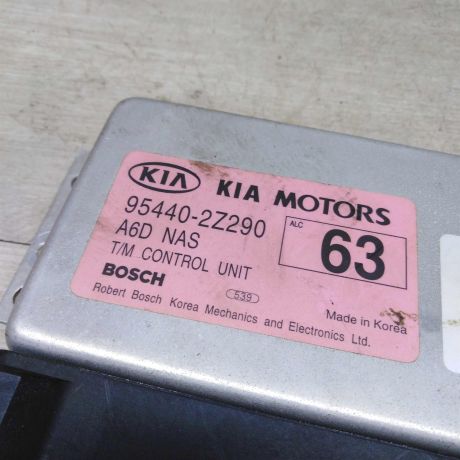 KIA KIA MOTORS
95440-2Z290
A6D NAS
T/M CONTROL UNIT
ALC
63
BOSCH
539
Made in Korea
Robert Bosch Korea Mechanics and Electronics Ltd.